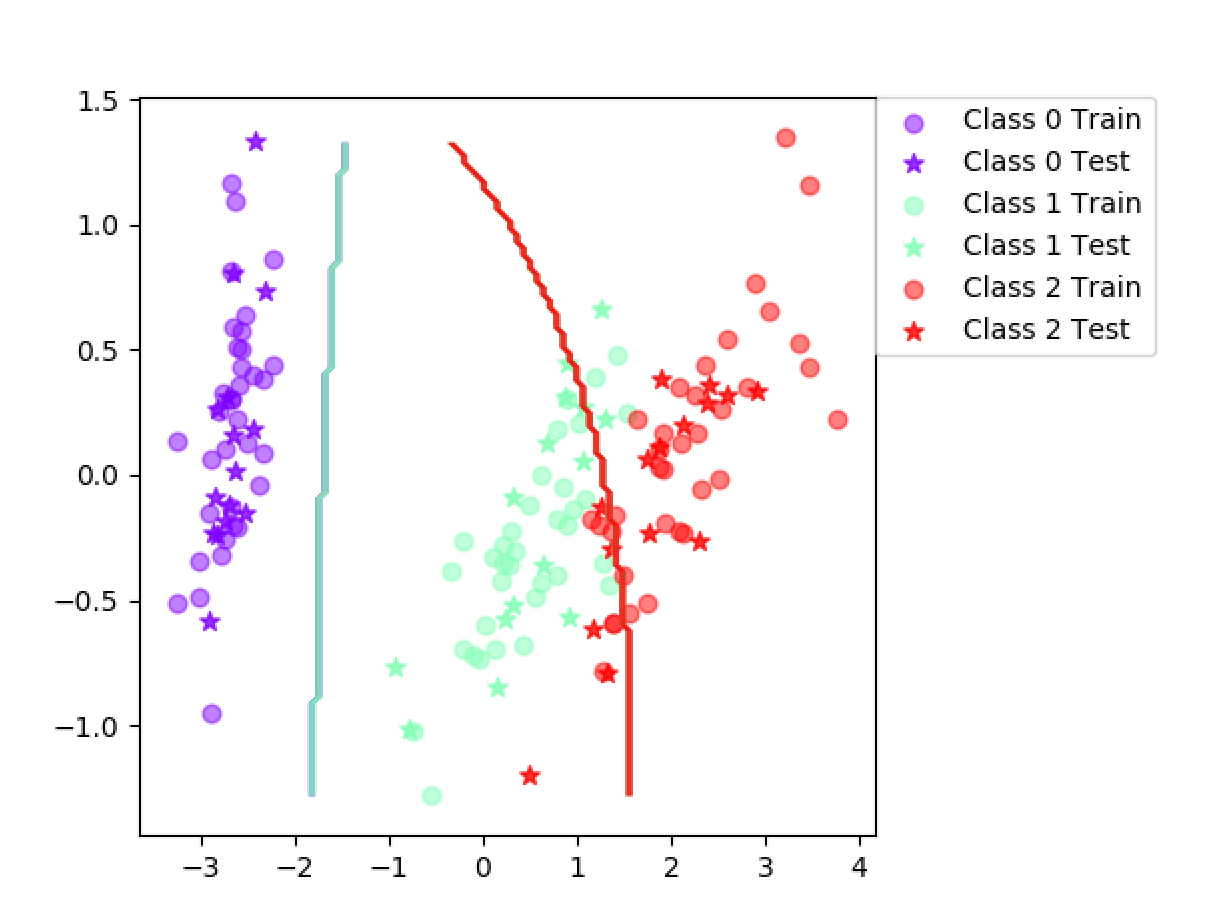 1.5
1.0
0.5
0.0
−0.5
−1.0
−3 −2 −1 0 1 2 3 4
Class 0 Train
Class 0 Test
Class 1 Train
Class 1 Test
Class 2 Train
Class 2 Test